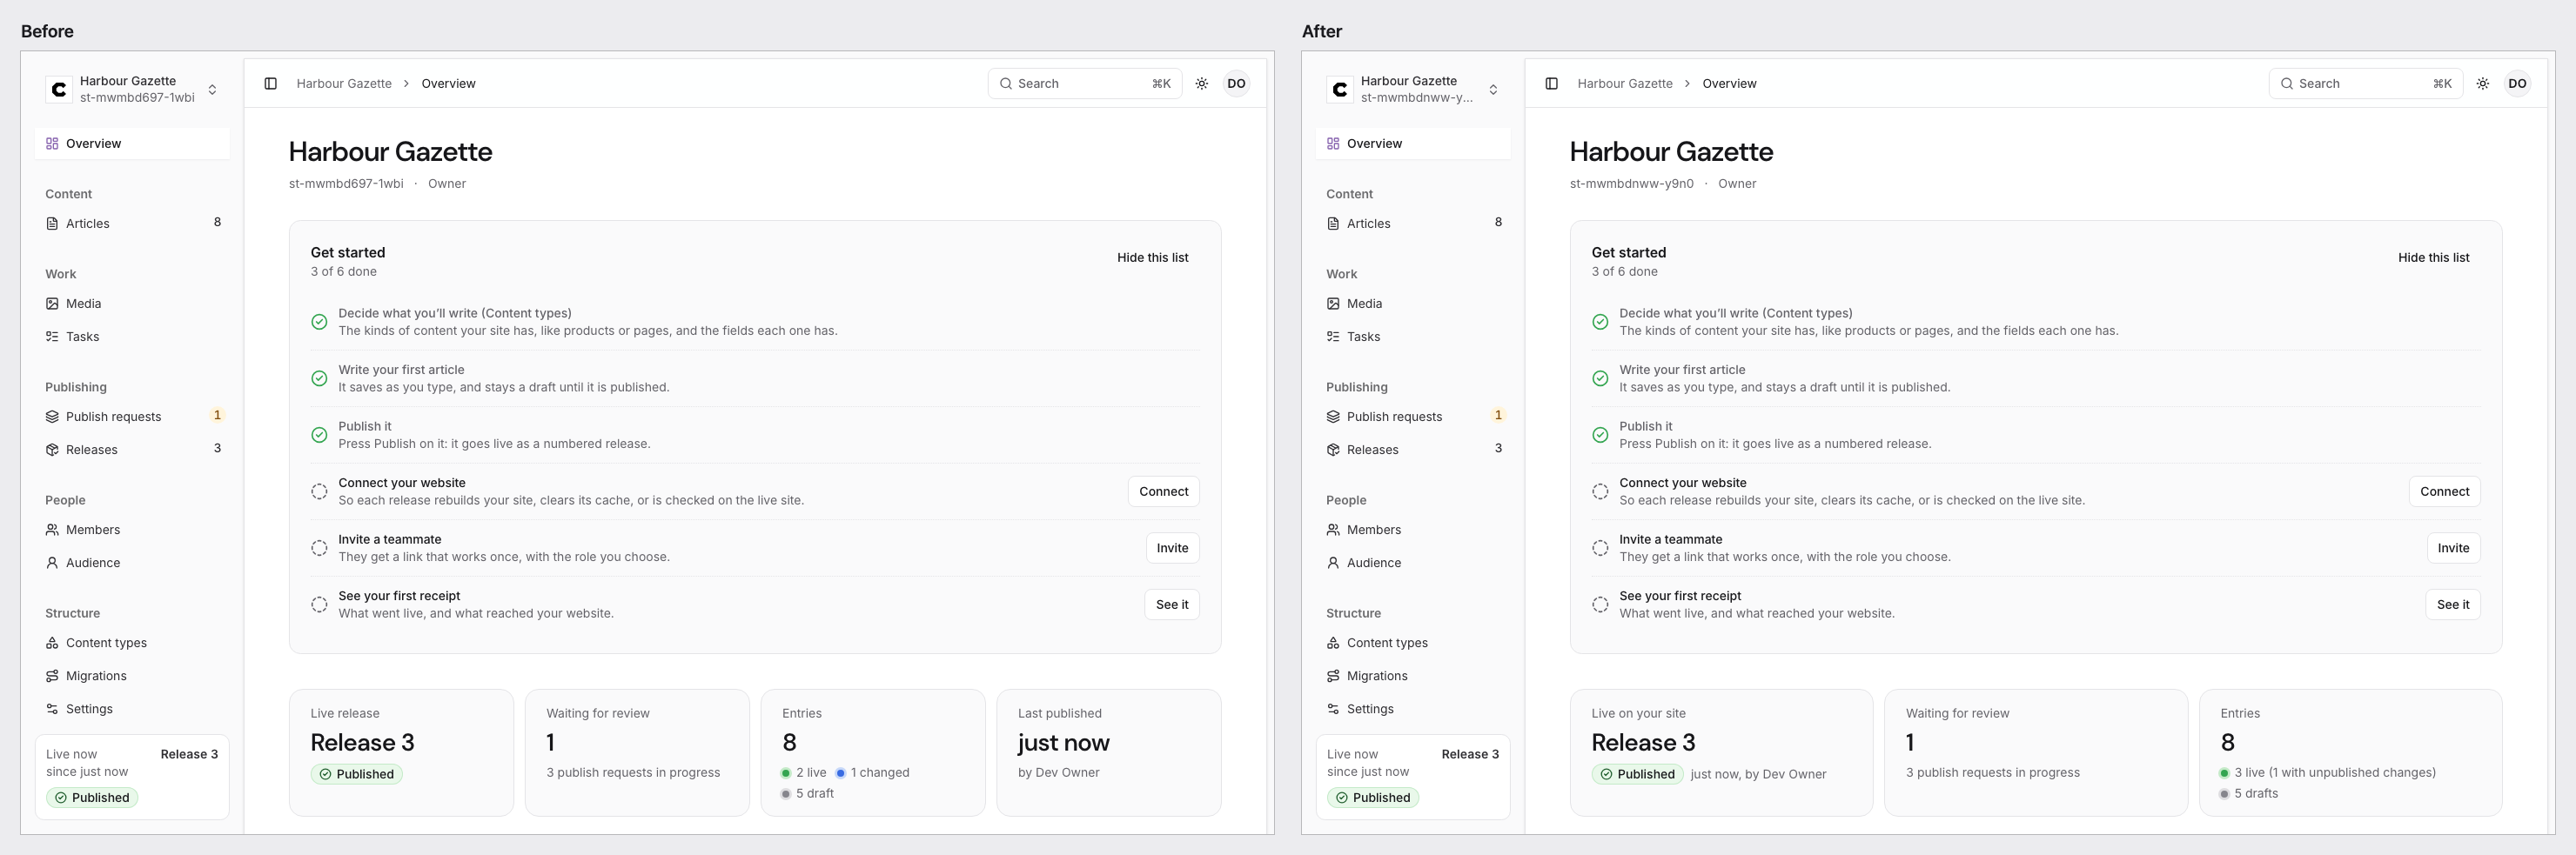 Before
Harbour Gazette
st-mwmbd697-1wbi
Overview
Content
Articles 8
Work
Media
Tasks
Publishing
Publish requests 1
Releases 3
People
Members
Audience
Structure
Content types
Migrations
Settings
Live now Release 3
since just now
Published
Harbour Gazette > Overview
Search ⌘K
DO
Harbour Gazette
st-mwmbd697-1wbi · Owner
Get started
3 of 6 done
Hide this list
Decide what you’ll write (Content types)
The kinds of content your site has, like products or pages, and the fields each one has.
Write your first article
It saves as you type, and stays a draft until it is published.
Publish it
Press Publish on it: it goes live as a numbered release.
Connect your website
So each release rebuilds your site, clears its cache, or is checked on the live site.
Connect
Invite a teammate
They get a link that works once, with the role you choose.
Invite
See your first receipt
What went live, and what reached your website.
See it
Live release
Release 3
Published
Waiting for review
1
3 publish requests in progress
Entries
8
2 live 1 changed
5 draft
Last published
just now
by Dev Owner
After
Harbour Gazette
st-mwmbdnww-y...
Overview
Content
Articles 8
Work
Media
Tasks
Publishing
Publish requests 1
Releases 3
People
Members
Audience
Structure
Content types
Migrations
Settings
Live now Release 3
since just now
Published
Harbour Gazette > Overview
Search ⌘K
DO
Harbour Gazette
st-mwmbdnww-y9n0 · Owner
Get started
3 of 6 done
Hide this list
Decide what you’ll write (Content types)
The kinds of content your site has, like products or pages, and the fields each one has.
Write your first article
It saves as you type, and stays a draft until it is published.
Publish it
Press Publish on it: it goes live as a numbered release.
Connect your website
So each release rebuilds your site, clears its cache, or is checked on the live site.
Connect
Invite a teammate
They get a link that works once, with the role you choose.
Invite
See your first receipt
What went live, and what reached your website.
See it
Live on your site
Release 3
Published just now, by Dev Owner
Waiting for review
1
3 publish requests in progress
Entries
8
3 live (1 with unpublished changes)
5 drafts